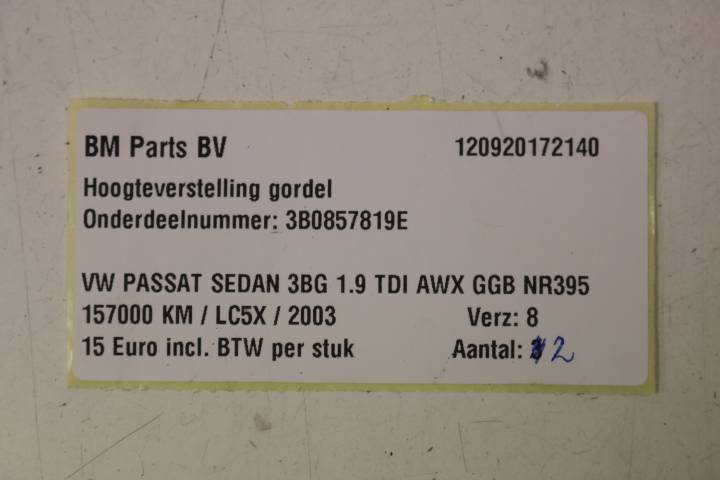 BM Parts BV 120920172140
Hoogteverstelling gordel
Onderdeelnummer: 3B0857819E
VW PASSAT SEDAN 3BG 1.9 TDI AWX GGB NR395
157000 KM / LC5X / 2003 Verz: 8
15 Euro incl. BTW per stuk Aantal: 2